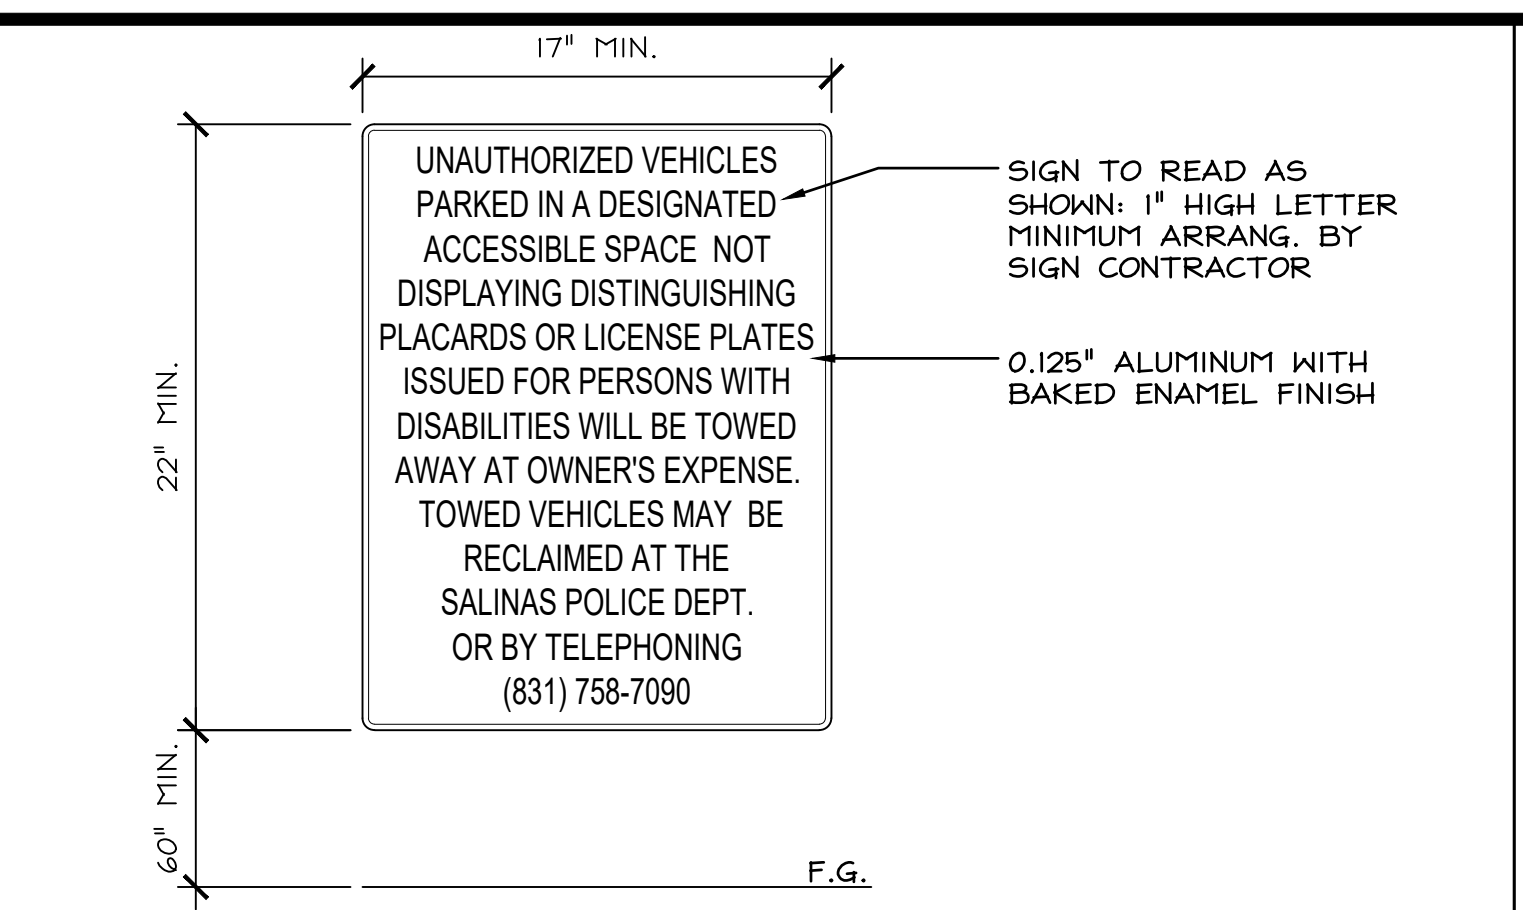 17" MIN.
UNAUTHORIZED VEHICLES
PARKED IN A DESIGNATED
ACCESSIBLE SPACE  NOT
DISPLAYING DISTINGUISHING
PLACARDS OR LICENSE PLATES
ISSUED FOR PERSONS WITH
DISABILITIES WILL BE TOWED
AWAY AT OWNER'S EXPENSE.
TOWED VEHICLES MAY  BE
RECLAIMED AT THE
SALINAS POLICE DEPT.
OR BY TELEPHONING
(831) 758-7090
SIGN TO READ AS
SHOWN: 1" HIGH LETTER
MINIMUM ARRANG. BY
SIGN CONTRACTOR
0.125" ALUMINUM WITH
BAKED ENAMEL FINISH
22" MIN.
60" MIN.
F.G.